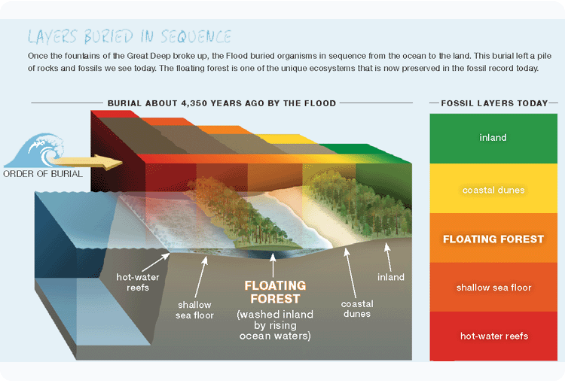 LAYERS BURIED IN SEQUENCE
Once the fountains of the Great Deep broke up, the Flood buried organisms in sequence from the ocean to the land. This burial left a pile
of rocks and fossils we see today. The floating forest is one of the unique ecosystems that is now preserved in the fossil record today.
BURIAL ABOUT 4,350 YEARS AGO BY THE FLOOD
FOSSIL LAYERS TODAY
ORDER OF BURIAL
hot-water
reefs
shallow
sea floor
FLOATING
FOREST
(washed inland
by rising
ocean waters)
coastal
dunes
inland
inland
coastal dunes
FLOATING FOREST
shallow sea floor
hot-water reefs